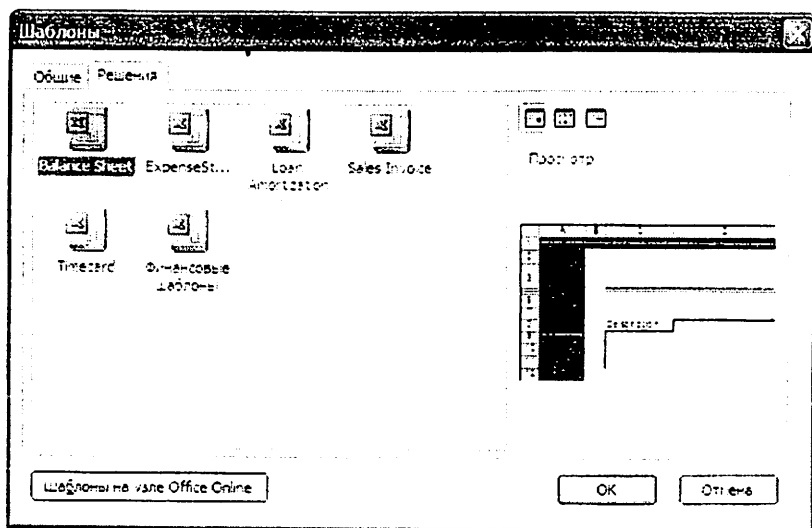 Шаблоны
Общие
Решения
Balance Sheet
ExpenseSt...
Loan
Amortization
Sales Invoice
Timecard
Финансовые
шаблоны
Просмотр
Description
Шаблоны на узле Office Online
OK
Отмена